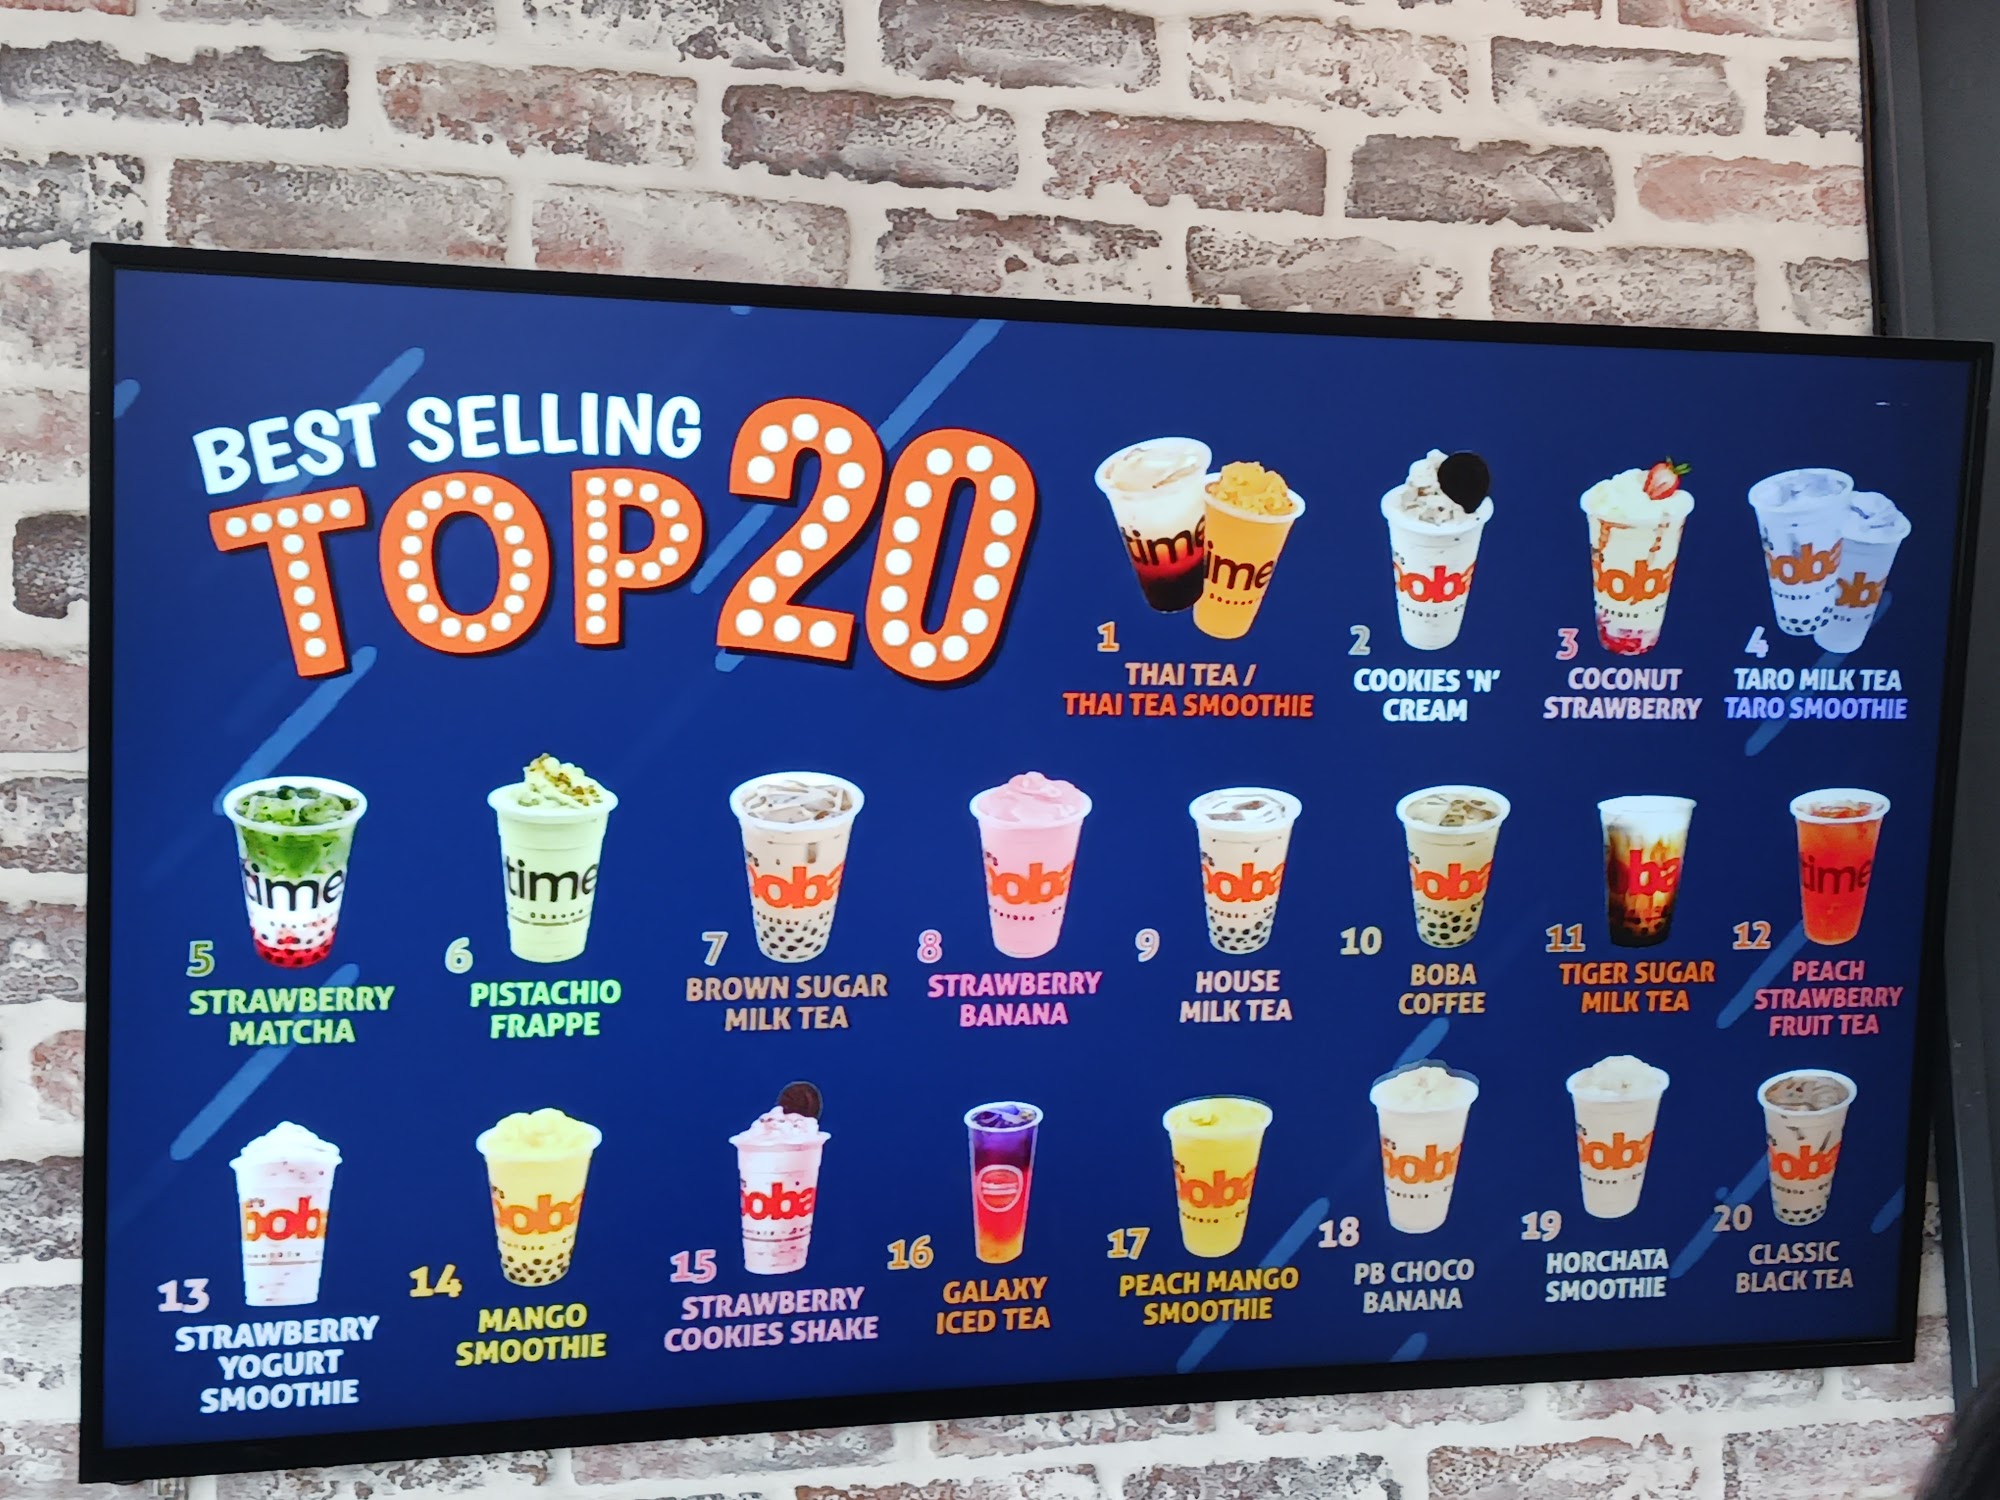 BEST SELLING
TOP 20
1
THAI TEA /
THAI TEA SMOOTHIE
2
COOKIES 'N'
CREAM
3
COCONUT
STRAWBERRY
4
TARO MILK TEA
TARO SMOOTHIE
5
STRAWBERRY
MATCHA
6
PISTACHIO
FRAPPE
7
BROWN SUGAR
MILK TEA
8
STRAWBERRY
BANANA
9
HOUSE
MILK TEA
10
BOBA
COFFEE
11
TIGER SUGAR
MILK TEA
12
PEACH
STRAWBERRY
FRUIT TEA
13
STRAWBERRY
YOGURT
SMOOTHIE
14
MANGO
SMOOTHIE
15
STRAWBERRY
COOKIES SHAKE
16
GALAXY
ICED TEA
17
PEACH MANGO
SMOOTHIE
18
PB CHOCO
BANANA
19
HORCHATA
SMOOTHIE
20
CLASSIC
BLACK TEA